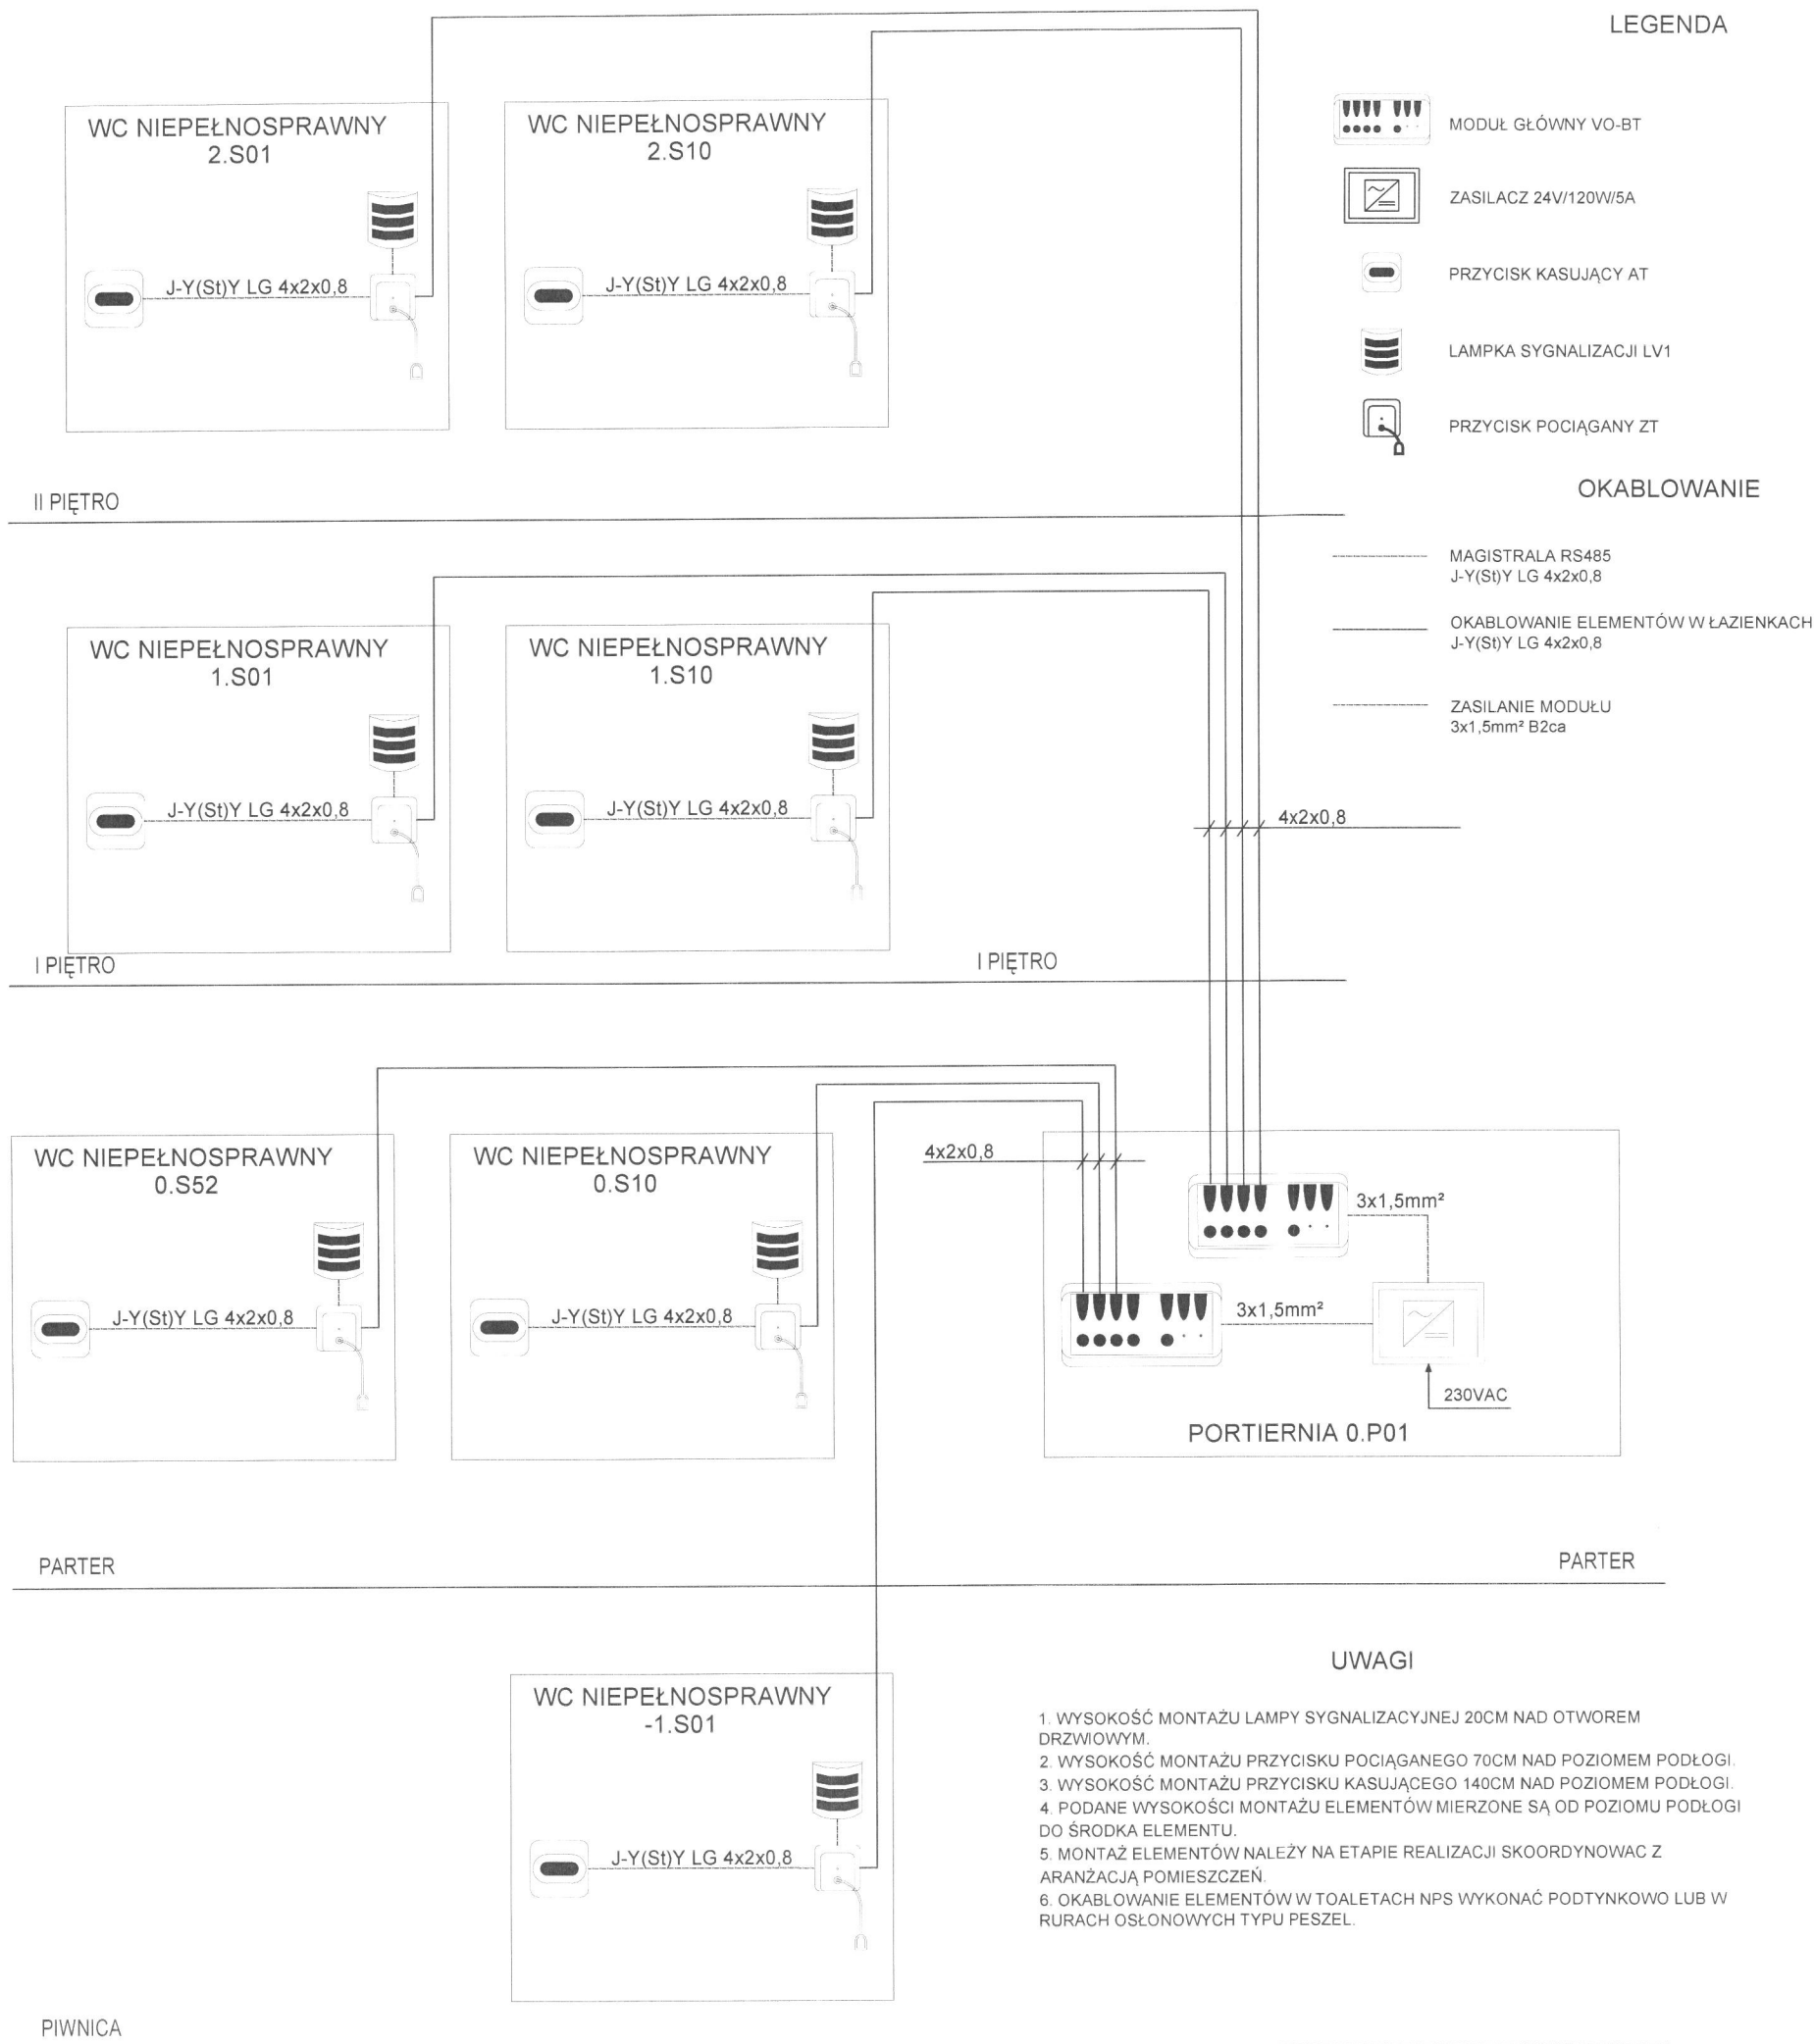 LEGENDA
MODUŁ GŁÓWNY VO-BT
ZASILACZ 24V/120W/5A
PRZYCISK KASUJĄCY AT
LAMPKA SYGNALIZACJI LV1
PRZYCISK POCIĄGANY ZT
OKABLOWANIE
MAGISTRALA RS485
J-Y(St)Y LG 4x2x0,8
OKABLOWANIE ELEMENTÓW W ŁAZIENKACH
J-Y(St)Y LG 4x2x0,8
ZASILANIE MODUŁU
3x1,5mm² B2ca
WC NIEPEŁNOSPRAWNY
2.S01
J-Y(St)Y LG 4x2x0,8
WC NIEPEŁNOSPRAWNY
2.S10
J-Y(St)Y LG 4x2x0,8
II PIĘTRO
WC NIEPEŁNOSPRAWNY
1.S01
J-Y(St)Y LG 4x2x0,8
WC NIEPEŁNOSPRAWNY
1.S10
J-Y(St)Y LG 4x2x0,8
4x2x0,8
I PIĘTRO
I PIĘTRO
WC NIEPEŁNOSPRAWNY
0.S52
J-Y(St)Y LG 4x2x0,8
WC NIEPEŁNOSPRAWNY
0.S10
J-Y(St)Y LG 4x2x0,8
4x2x0,8
3x1,5mm²
3x1,5mm²
230VAC
PORTIERNIA 0.P01
PARTER
PARTER
WC NIEPEŁNOSPRAWNY
-1.S01
J-Y(St)Y LG 4x2x0,8
UWAGI
1. WYSOKOŚĆ MONTAŻU LAMPY SYGNALIZACYJNEJ 20CM NAD OTWOREM
DRZWIOWYM.
2. WYSOKOŚĆ MONTAŻU PRZYCISKU POCIĄGANEGO 70CM NAD POZIOMEM PODŁOGI.
3. WYSOKOŚĆ MONTAŻU PRZYCISKU KASUJĄCEGO 140CM NAD POZIOMEM PODŁOGI.
4. PODANE WYSOKOŚCI MONTAŻU ELEMENTÓW MIERZONE SĄ OD POZIOMU PODŁOGI
DO ŚRODKA ELEMENTU.
5. MONTAŻ ELEMENTÓW NALEŻY NA ETAPIE REALIZACJI SKOORDYNOWAC Z
ARANŻACJĄ POMIESZCZEŃ.
6. OKABLOWANIE ELEMENTÓW W TOALETACH NPS WYKONAĆ PODTYNKOWO LUB W
RURACH OSŁONOWYCH TYPU PESZEL.
PIWNICA